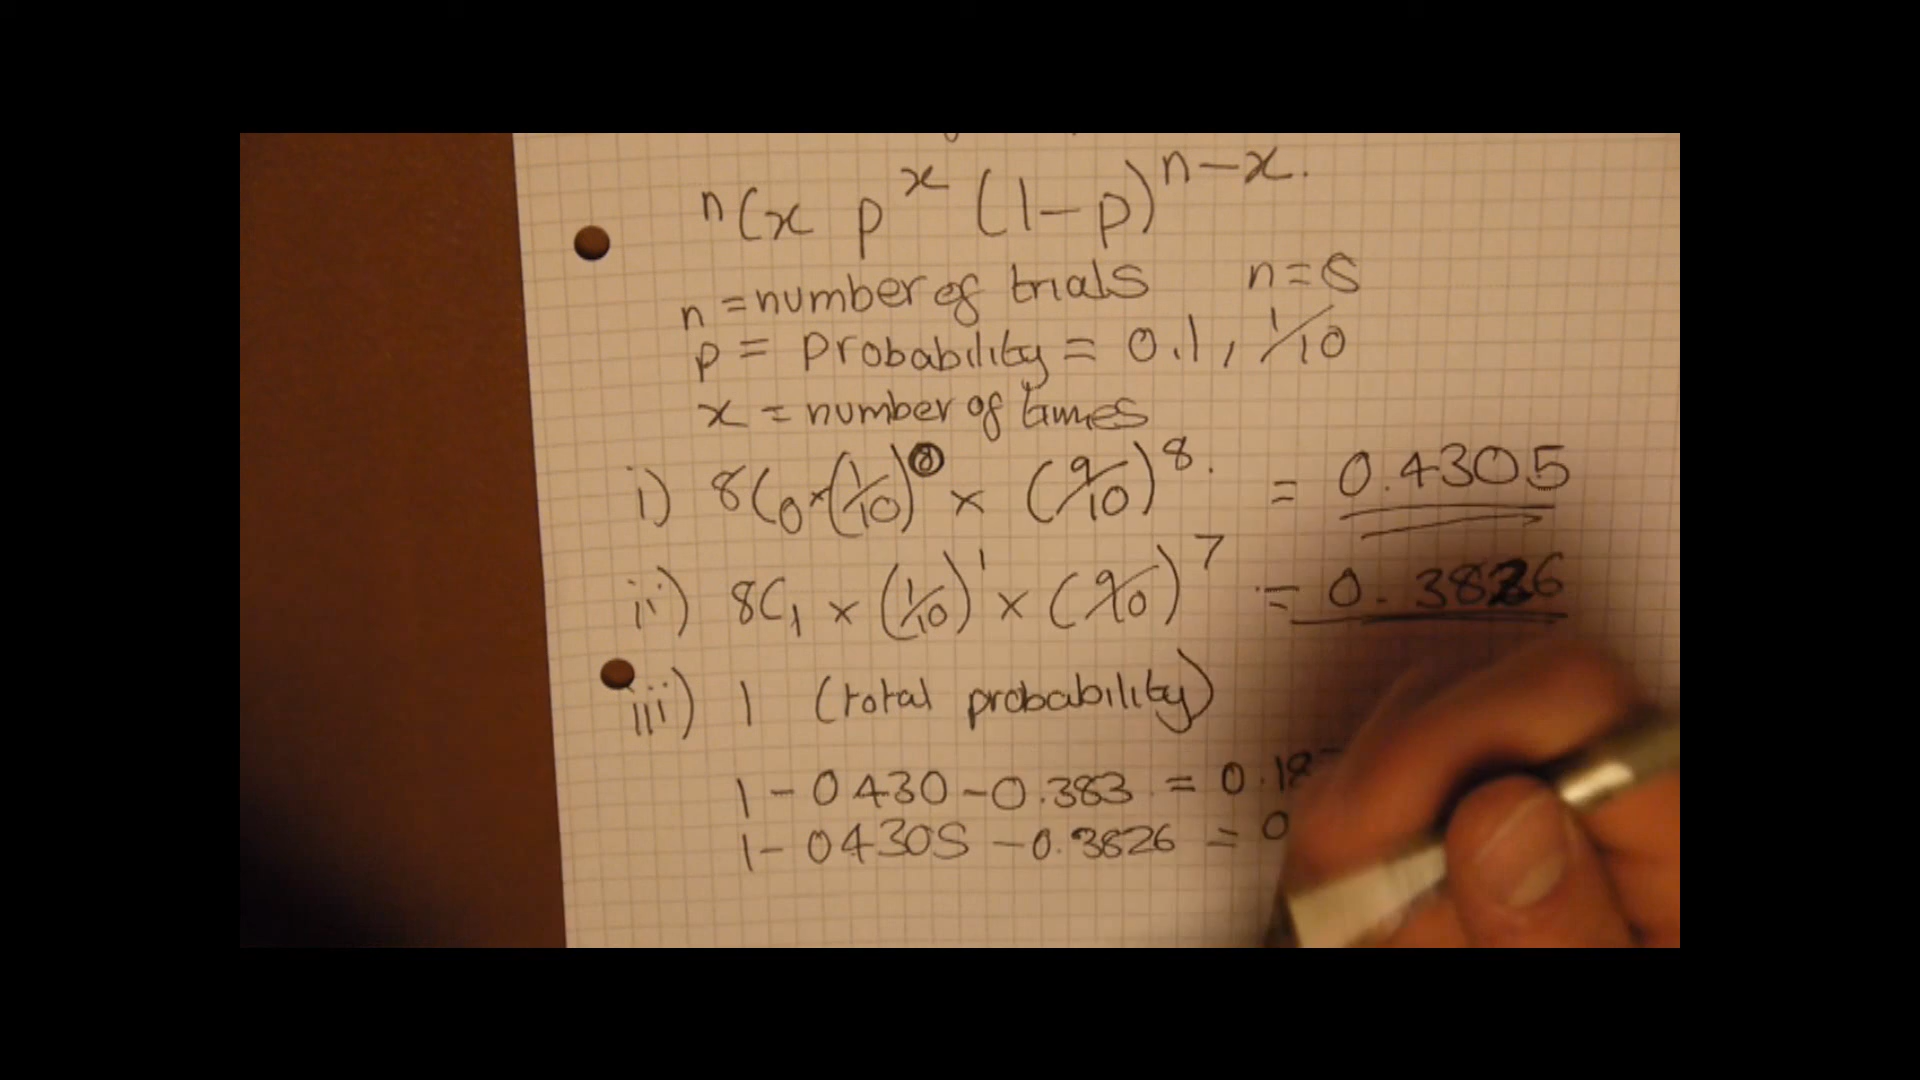 nCx p^x (1-p)^n-x.
n = number of trials n = 8
p = probability = 0.1, 1/10
x = number of times
i) 8C0 × (1/10)^0 × (9/10)^8. = 0.4305
ii) 8C1 × (1/10)^1 × (9/10)^7 = 0.3826
iii) 1 (total probability)
1 - 0430 - 0.383 = 0.18
1 - 04305 - 0.3826 = 0